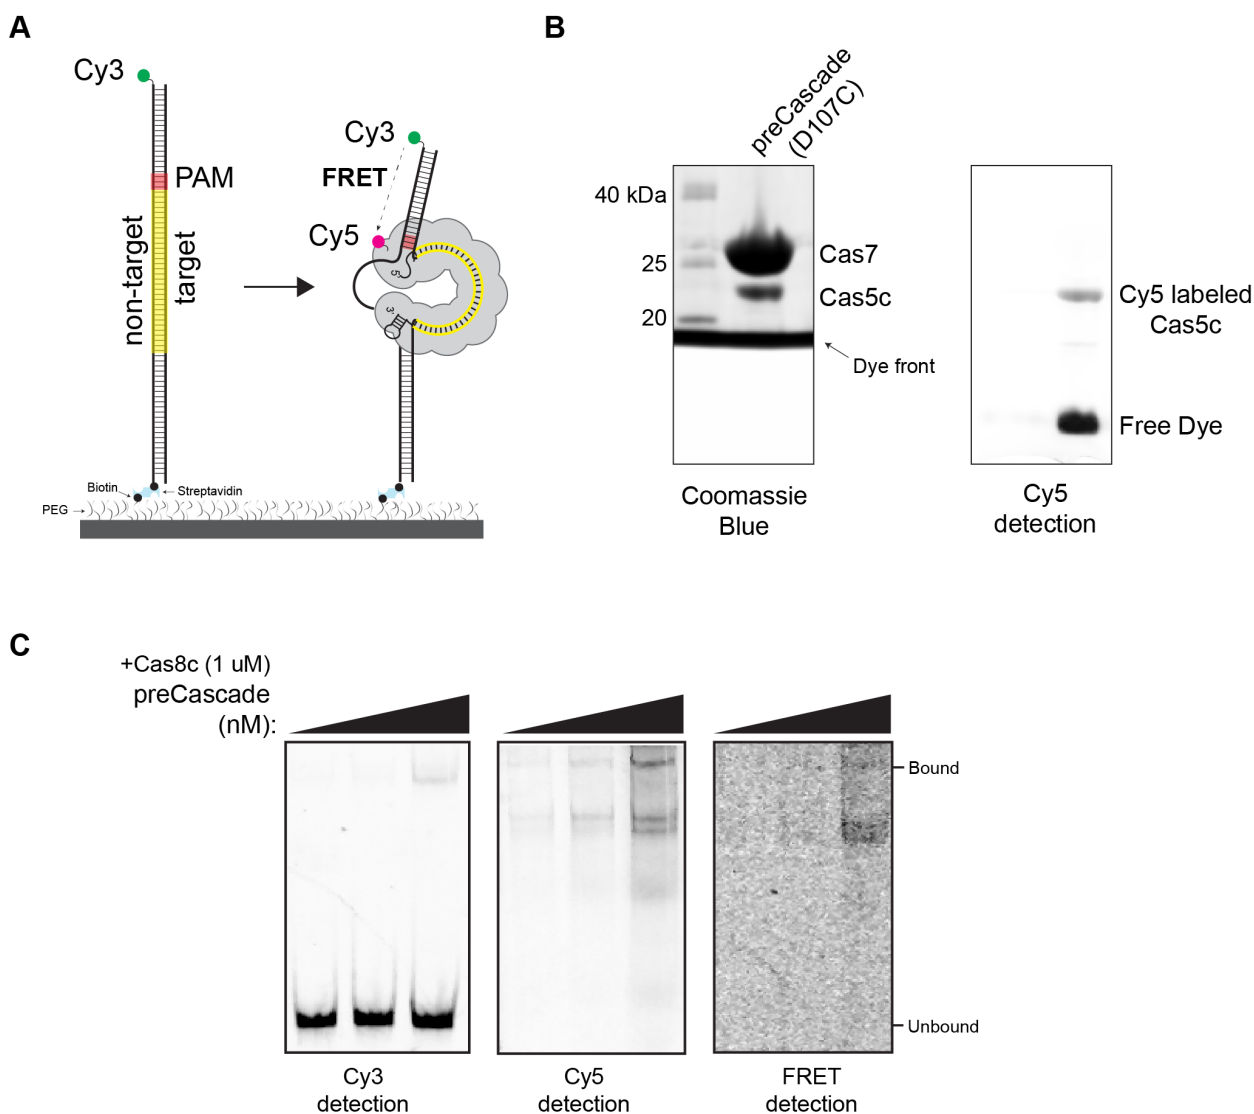 A
Cy3
PAM
non-target
target
Cy3
FRET
Cy5
5'
3'
Biotin
Streptavidin
PEG
B
preCascade
(D107C)
40 kDa
25
20
Cas7
Cas5c
Dye front
Coomassie
Blue
Cy5 labeled
Cas5c
Free Dye
Cy5
detection
C
+Cas8c (1 uM)
preCascade
(nM):
Bound
Unbound
Cy3
detection
Cy5
detection
FRET
detection